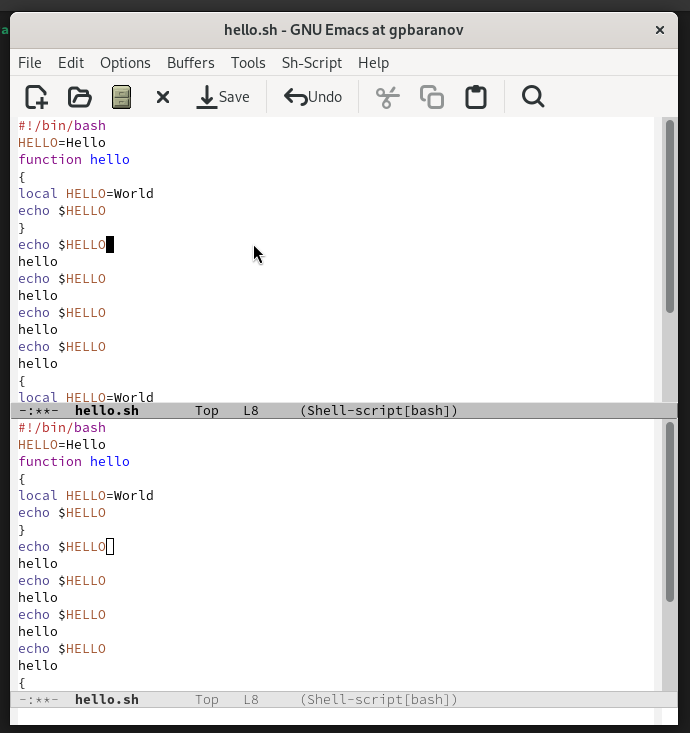 a
hello.sh - GNU Emacs at gpbaranov ×
File Edit Options Buffers Tools Sh-Script Help
Save Undo
#!/bin/bash
HELLO=Hello
function hello
{
local HELLO=World
echo $HELLO
}
echo $HELLO
hello
echo $HELLO
hello
echo $HELLO
hello
echo $HELLO
hello
{
local HELLO=World
-:**- hello.sh Top L8 (Shell-script[bash])
#!/bin/bash
HELLO=Hello
function hello
{
local HELLO=World
echo $HELLO
}
echo $HELLO
hello
echo $HELLO
hello
echo $HELLO
hello
echo $HELLO
hello
{
-:**- hello.sh Top L8 (Shell-script[bash])